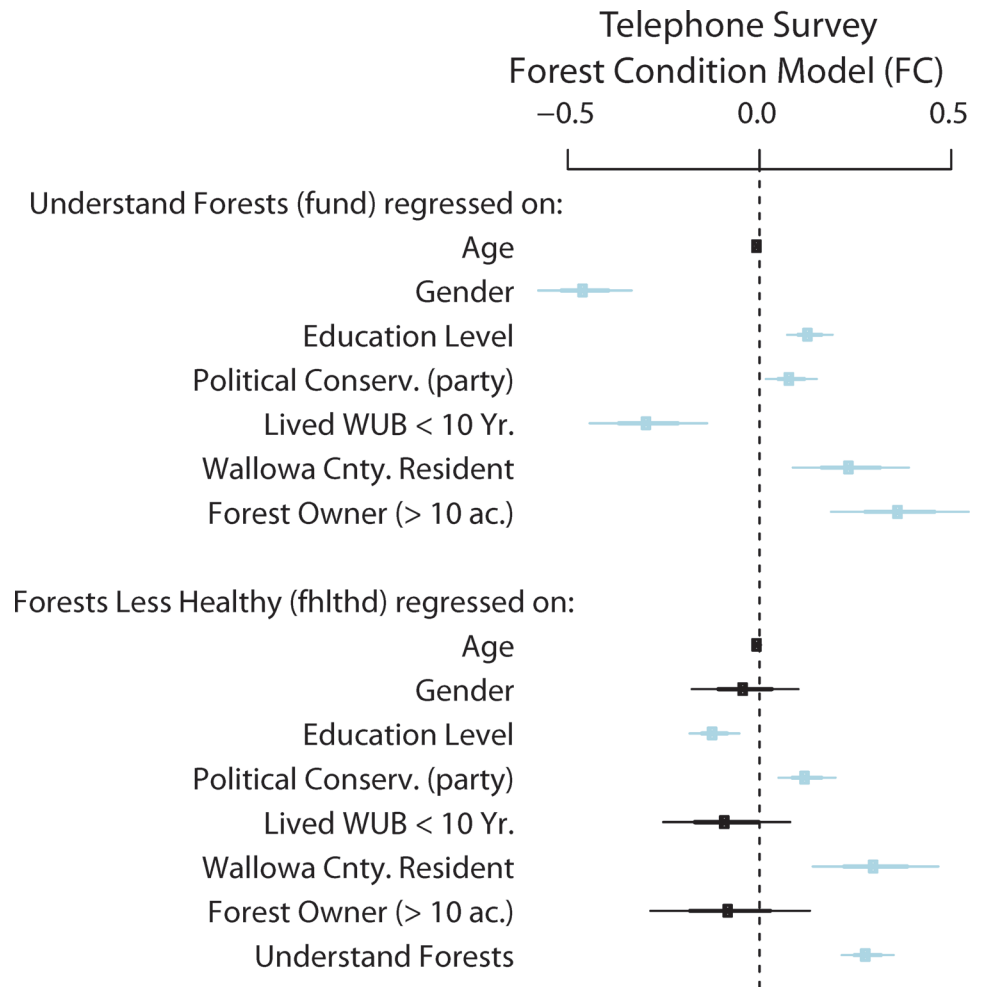 Telephone Survey
Forest Condition Model (FC)
−0.5 0.0 0.5
Understand Forests (fund) regressed on:
Age
Gender
Education Level
Political Conserv. (party)
Lived WUB < 10 Yr.
Wallowa Cnty. Resident
Forest Owner (> 10 ac.)
Forests Less Healthy (fhlthd) regressed on:
Age
Gender
Education Level
Political Conserv. (party)
Lived WUB < 10 Yr.
Wallowa Cnty. Resident
Forest Owner (> 10 ac.)
Understand Forests